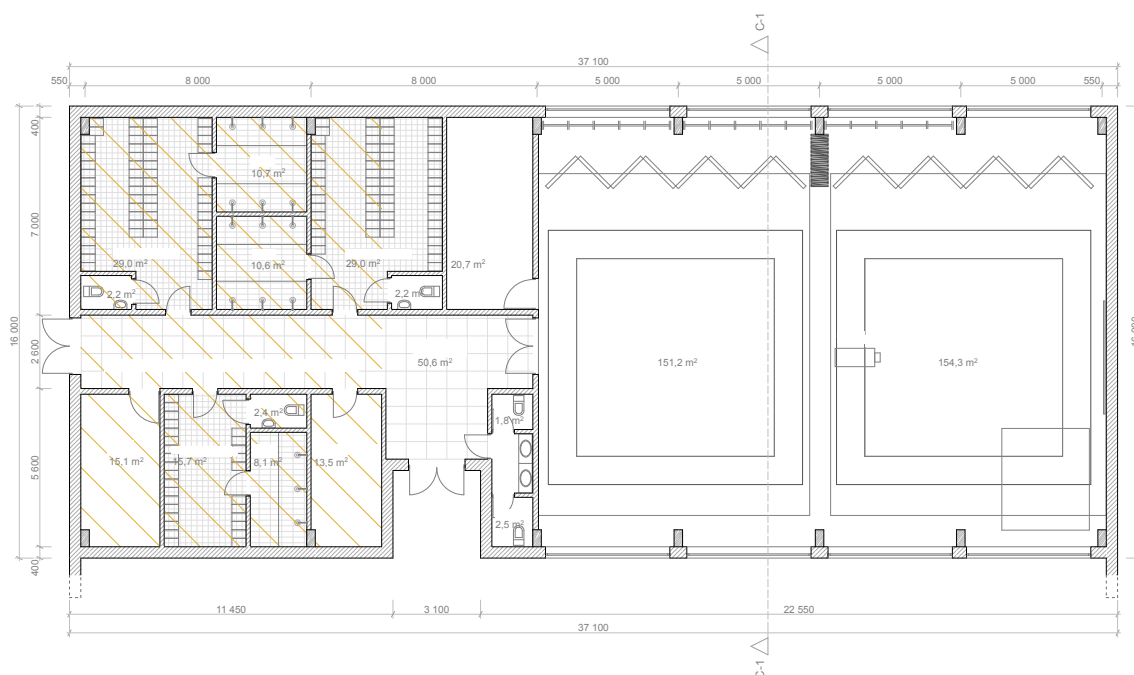 C-1
37 100
550
8 000
8 000
5 000
5 000
5 000
5 000
550
400
10,7 m²
7 000
29,0 m²
10,6 m²
29,0 m²
20,7 m²
2,2 m²
2,2 m
16 000
2 600
50,6 m²
151,2 m²
154,3 m²
2,4 m²
1,8 m²
5 600
15,1 m²
15,7 m²
8,1 m²
13,5 m²
2,5 m²
400
11 450
3 100
22 550
37 100
C-1